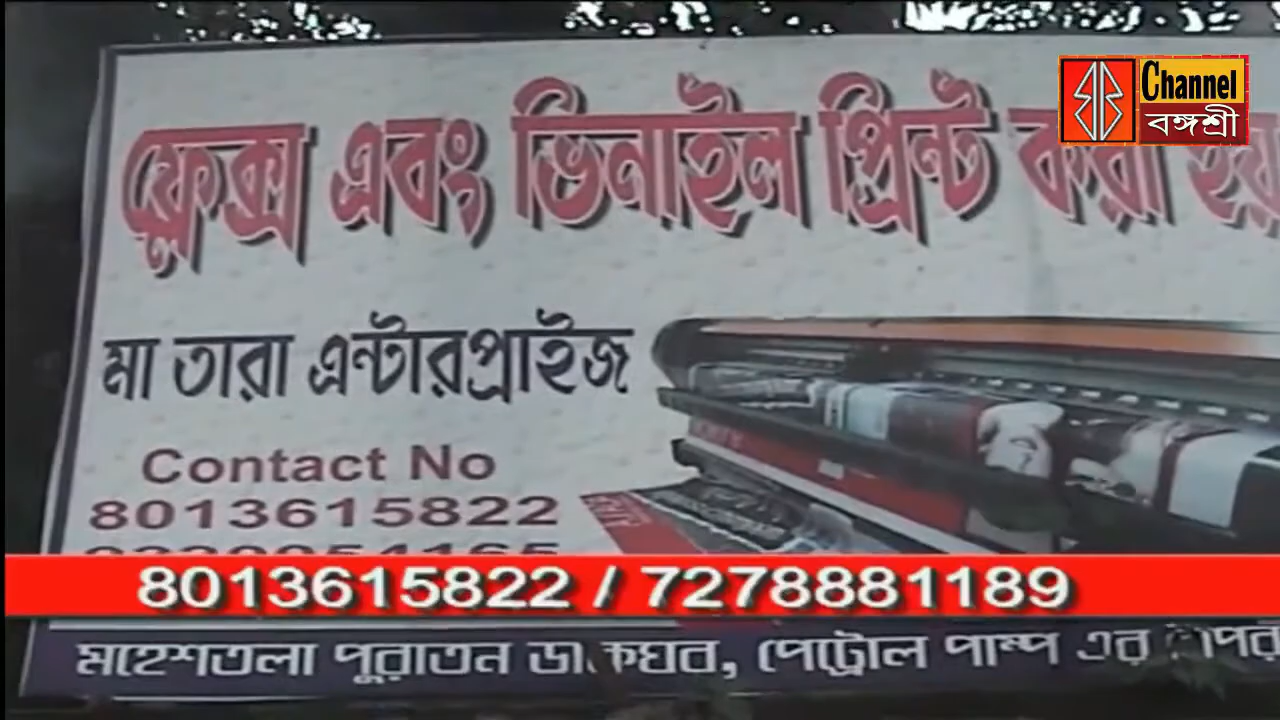 Channel
বঙ্গশ্রী
ফ্লেক্স এবং ভিনাইল প্রিন্ট করা হয়
মা তারা এন্টারপ্রাইজ
Contact No
8013615822
8013615822 / 7278881189
মহেশতলা পুরাতন ডাকঘর, পেট্রোল পাম্প এর